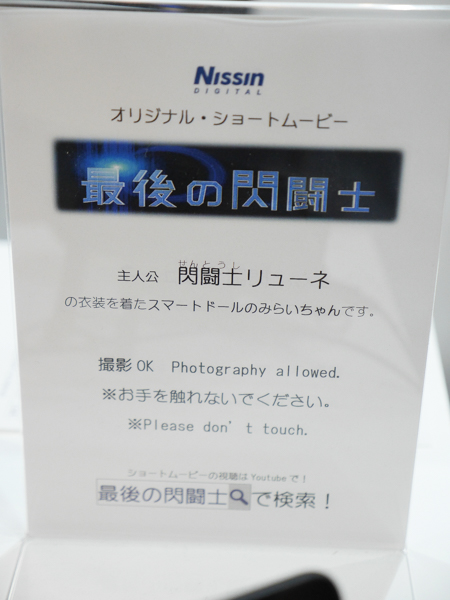 NISSIN
DIGITAL
オリジナル・ショートムービー
最後の閃闘士
せんとうし
主人公 閃闘士リューネ
の衣装を着たスマートドールのみらいちゃんです。
撮影OK Photography allowed.
※お手を触れないでください。
※Please don't touch.
ショートムービーの視聴はYoutubeで！
最後の閃闘士🔍で検索！